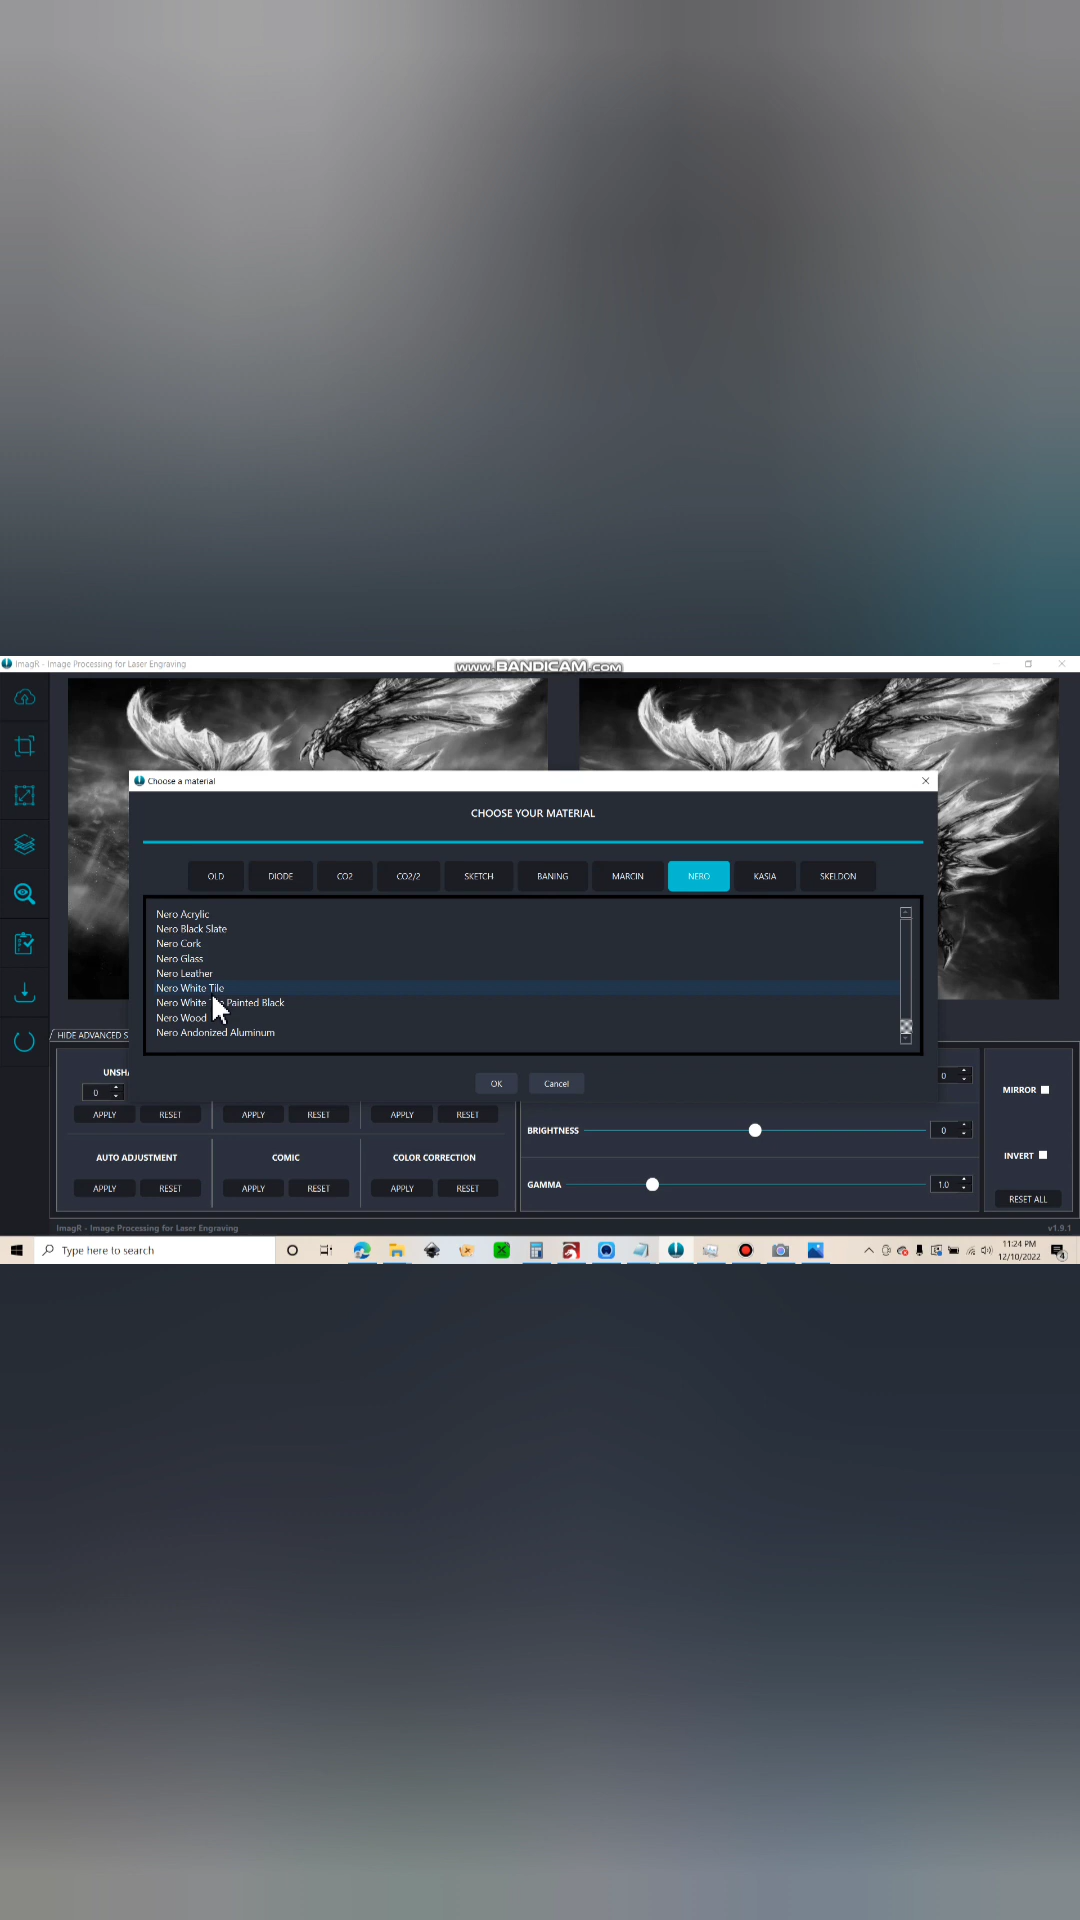 ImagR - Image Processing for Laser Engraving
www.BANDICAM.com
Choose a material
CHOOSE YOUR MATERIAL
OLD
DIODE
CO2
CO2/2
SKETCH
BANING
MARCIN
NERO
KASIA
SKELDON
Nero Acrylic
Nero Black Slate
Nero Cork
Nero Glass
Nero Leather
Nero White Tile
Nero White Painted Black
Nero Wood
Nero Andonized Aluminum
OK
Cancel
HIDE ADVANCED S
UNSHA
0
0
MIRROR
APPLY RESET
APPLY RESET
APPLY RESET
BRIGHTNESS
0
AUTO ADJUSTMENT
COMIC
COLOR CORRECTION
INVERT
APPLY RESET
APPLY RESET
APPLY RESET
GAMMA
1.0
RESET ALL
ImagR - Image Processing for Laser Engraving
v1.9.1
Type here to search
11:24 PM
12/10/2022
4